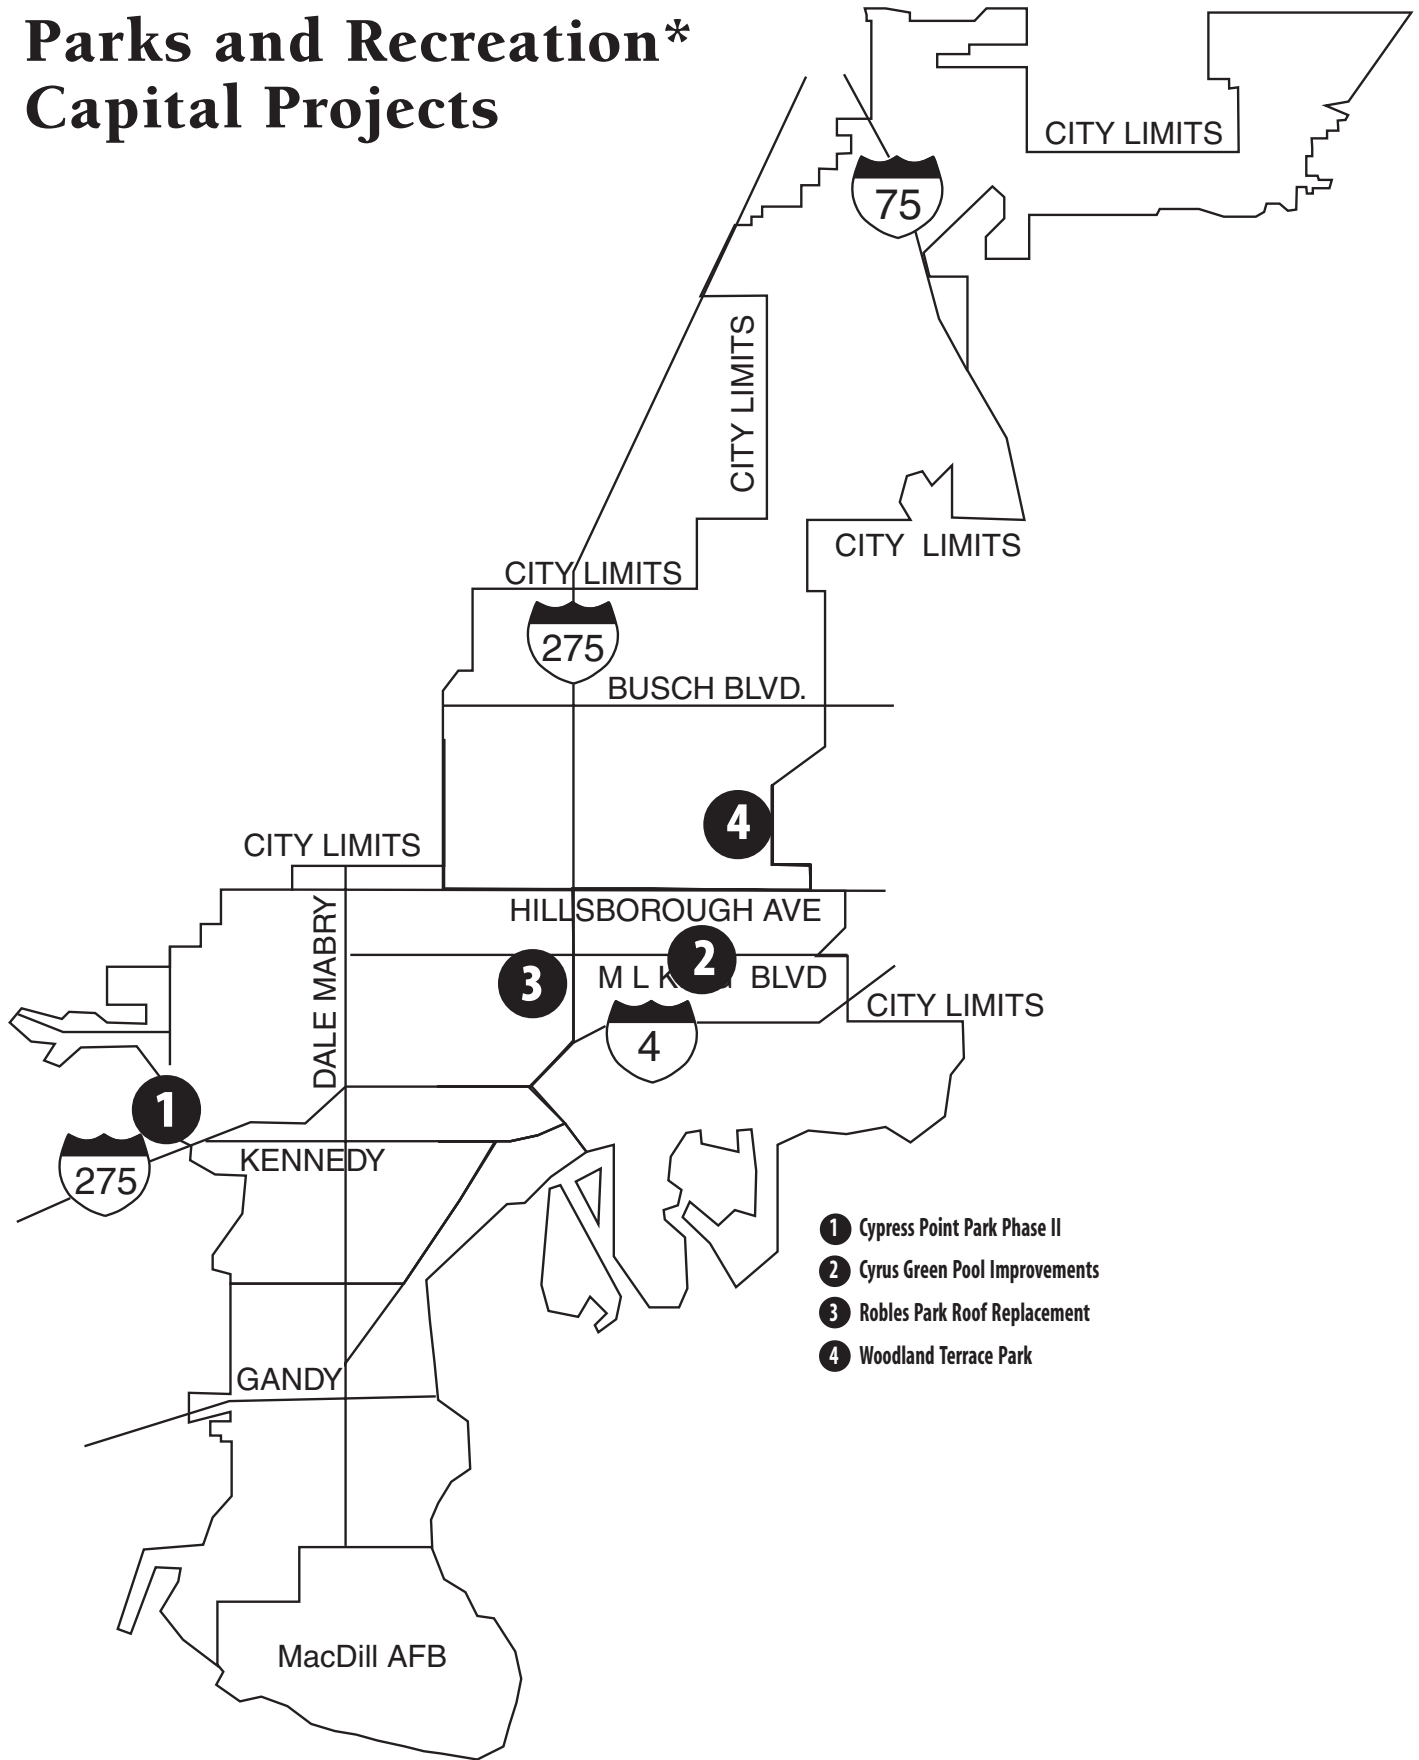 Parks and Recreation*
Capital Projects
CITY LIMITS
75
CITY LIMITS
CITY LIMITS
CITY LIMITS
275
BUSCH BLVD.
4
CITY LIMITS
HILLSBOROUGH AVE
DALE MABRY
2
3
M L K BLVD
CITY LIMITS
4
1
KENNEDY
275
1 Cypress Point Park Phase II
2 Cyrus Green Pool Improvements
3 Robles Park Roof Replacement
4 Woodland Terrace Park
GANDY
MacDill AFB